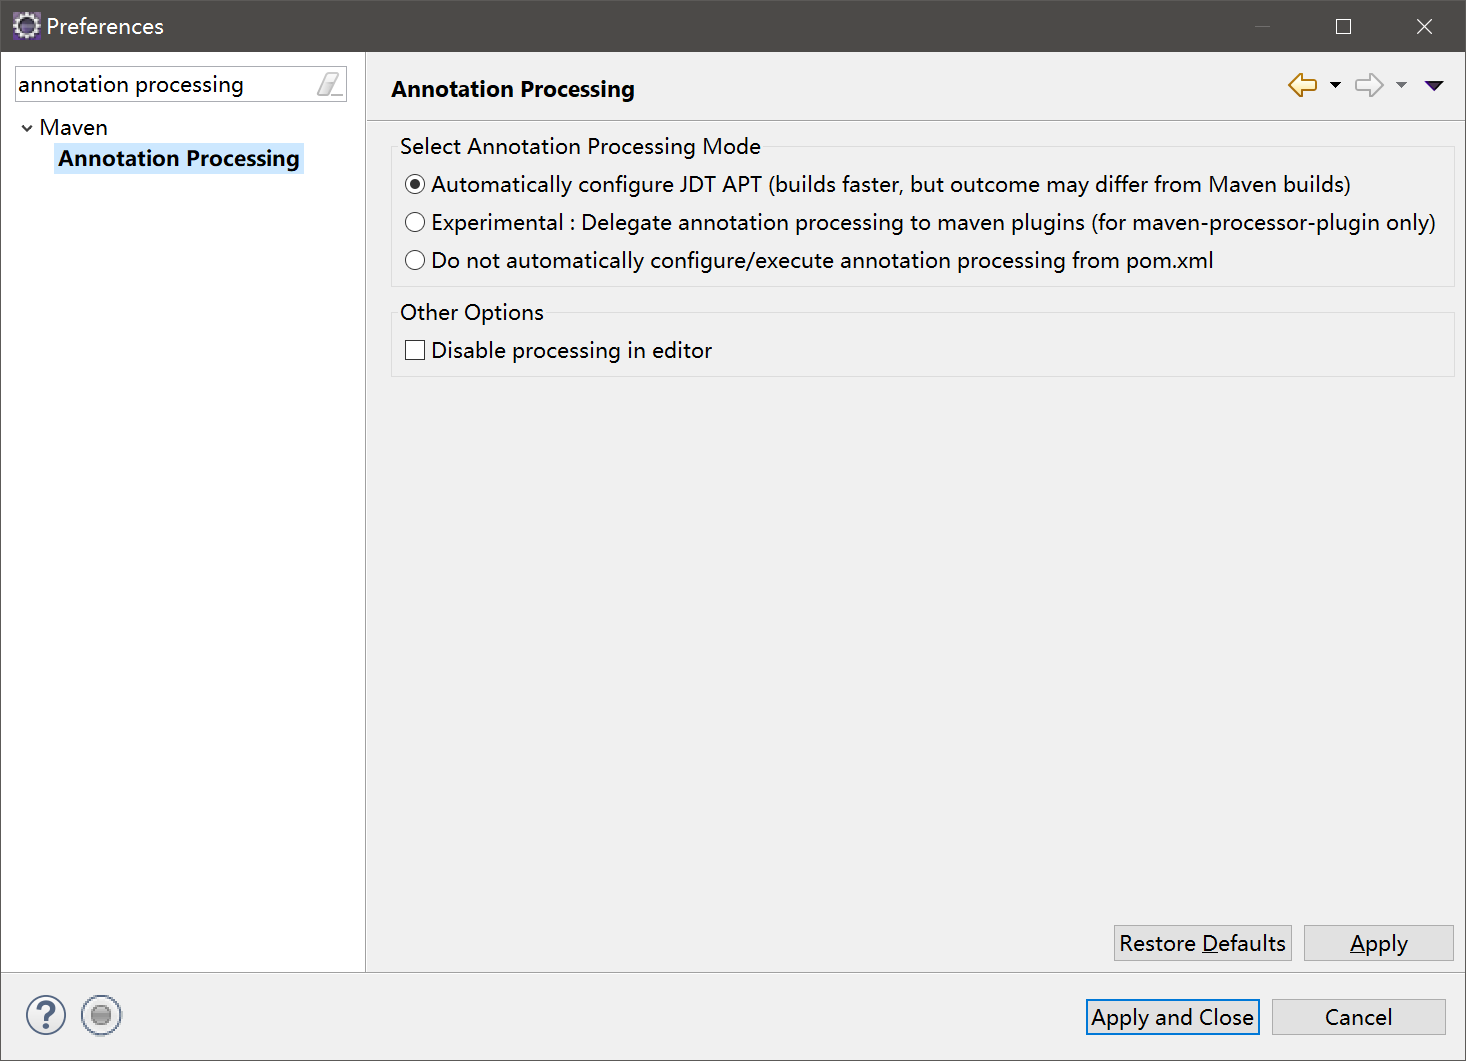 Preferences
annotation processing
Maven
Annotation Processing
Annotation Processing
Select Annotation Processing Mode
Automatically configure JDT APT (builds faster, but outcome may differ from Maven builds)
Experimental : Delegate annotation processing to maven plugins (for maven-processor-plugin only)
Do not automatically configure/execute annotation processing from pom.xml
Other Options
Disable processing in editor
Restore Defaults
Apply
?
Apply and Close
Cancel